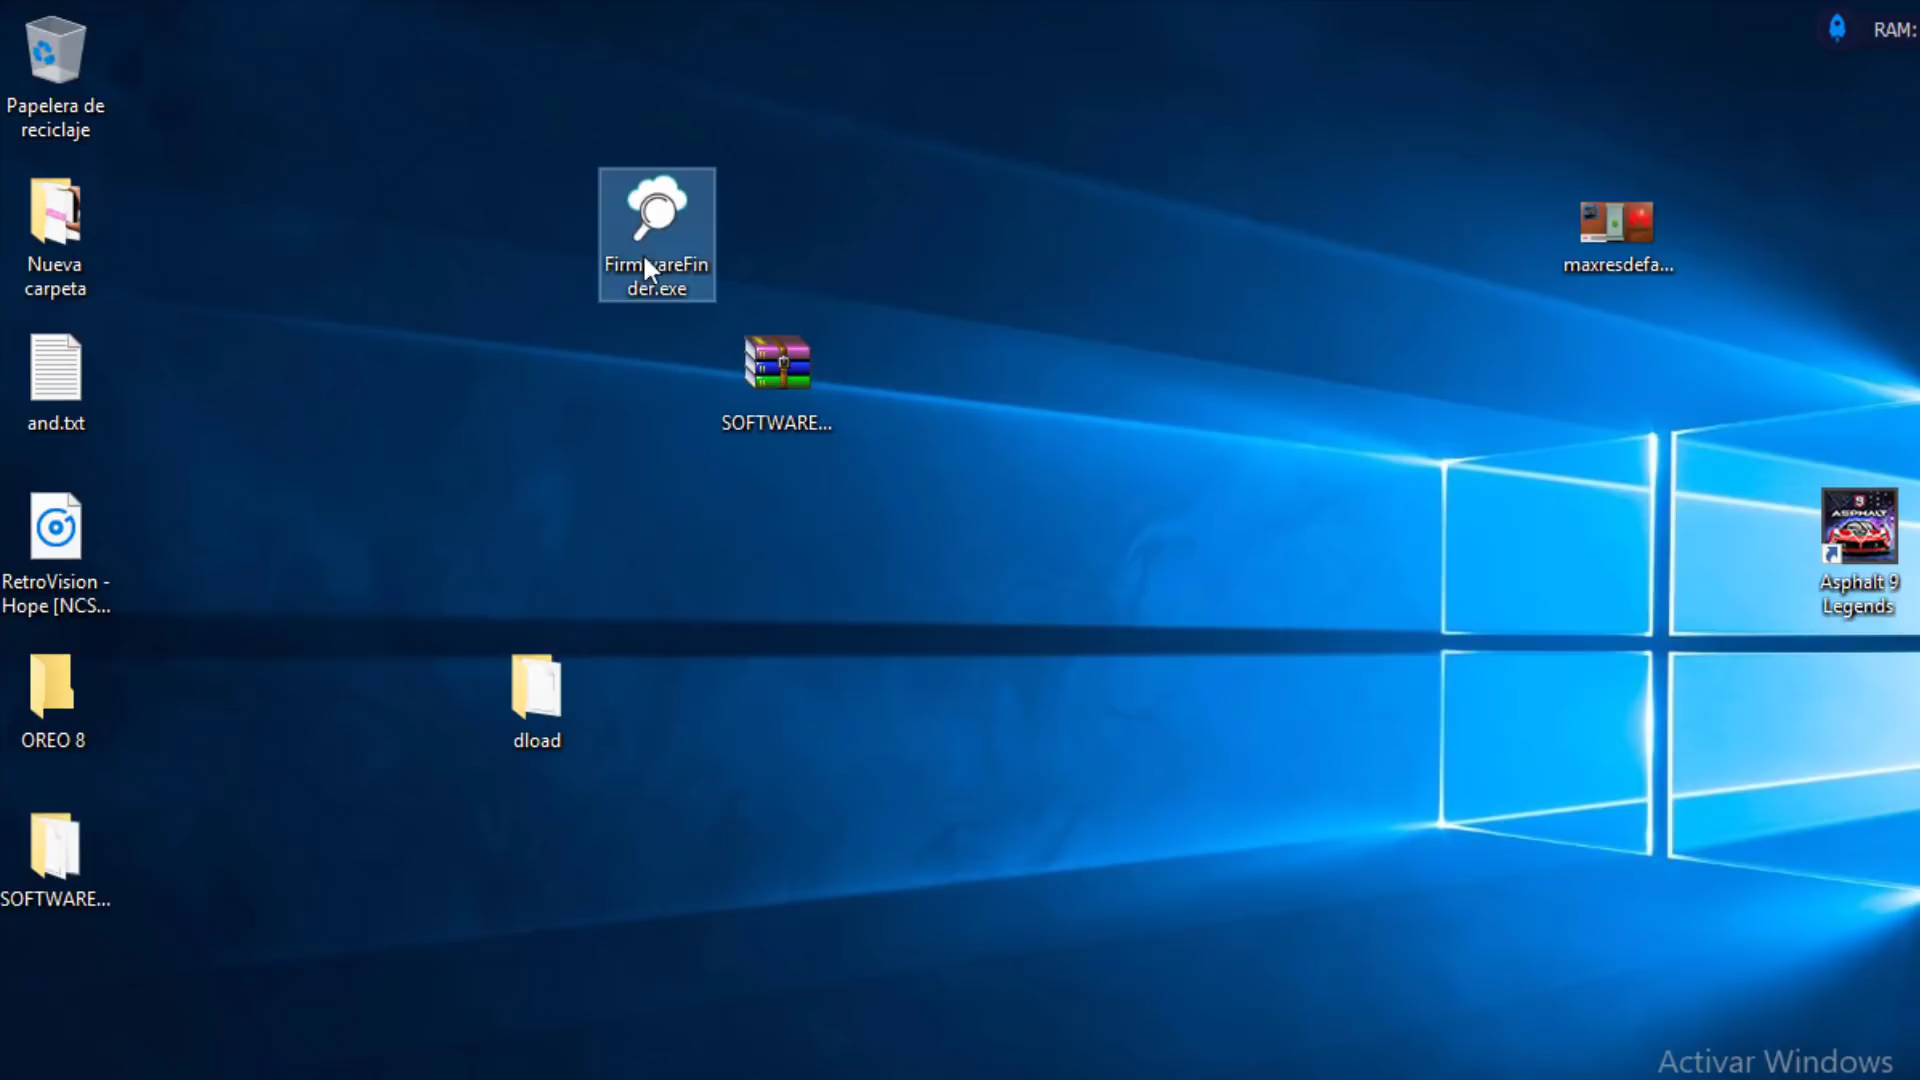 RAM:
Papelera de
reciclaje
Nueva
carpeta
FirmwareFin
der.exe
maxresdefa...
and.txt
SOFTWARE...
RetroVision -
Hope [NCS...
ASPHALT
Asphalt 9
Legends
OREO 8
dload
SOFTWARE...
Activar Windows